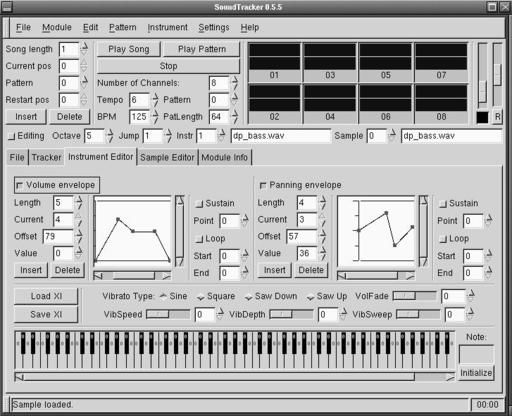 SoundTracker 0.5.5
File Module Edit Pattern Instrument Settings Help
Song length 1
Current pos 0
Pattern 0
Restart pos 0
Insert Delete
Play Song Play Pattern
Stop
Number of Channels: 8
Tempo 6 Pattern 0
BPM 125 PatLength 64
01 03 05 07
02 04 06 08
R
Editing Octave 5 Jump 1 Instr 1 dp_bass.wav Sample 0 dp_bass.wav
File Tracker Instrument Editor Sample Editor Module Info
Volume envelope
Length 5
Current 4
Offset 79
Value 0
Insert Delete
Sustain
Point 0
Loop
Start 0
End 0
Panning envelope
Length 4
Current 3
Offset 57
Value 36
Insert Delete
Sustain
Point 0
Loop
Start 0
End 0
Load XI Vibrato Type: Sine Square Saw Down Saw Up VolFade 0
Save XI VibSpeed 0 VibDepth 0 VibSweep 0
Note:
Initialize
Sample loaded. 00:00